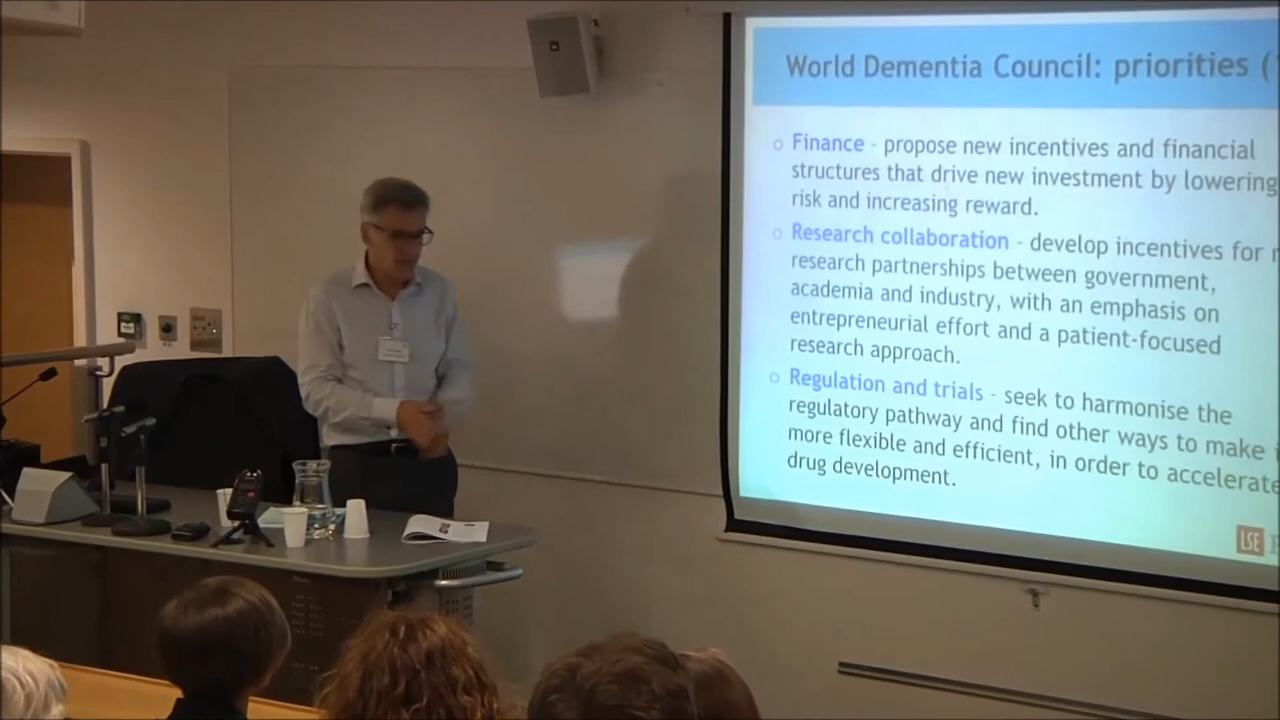 World Dementia Council: priorities (
Finance - propose new incentives and financial
structures that drive new investment by lowering
risk and increasing reward.
Research collaboration - develop incentives for
research partnerships between government,
academia and industry, with an emphasis on
entrepreneurial effort and a patient-focused
research approach.
Regulation and trials - seek to harmonise the
regulatory pathway and find other ways to make
more flexible and efficient, in order to accelerate
drug development.
LSE